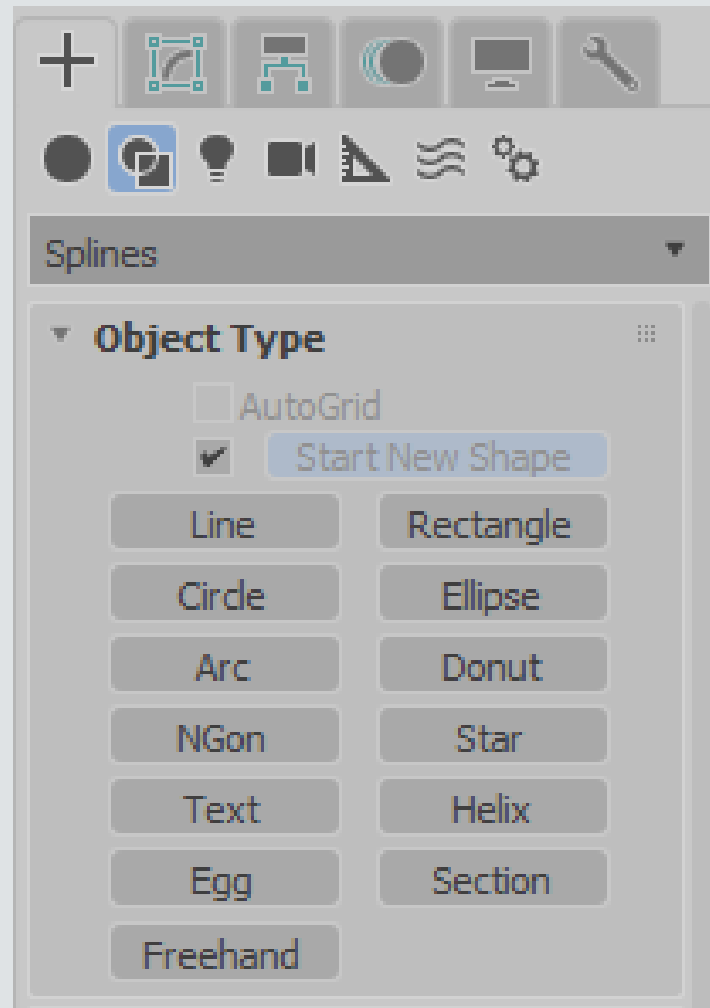 Splines
Object Type
AutoGrid
Start New Shape
Line Rectangle
Circle Ellipse
Arc Donut
NGon Star
Text Helix
Egg Section
Freehand